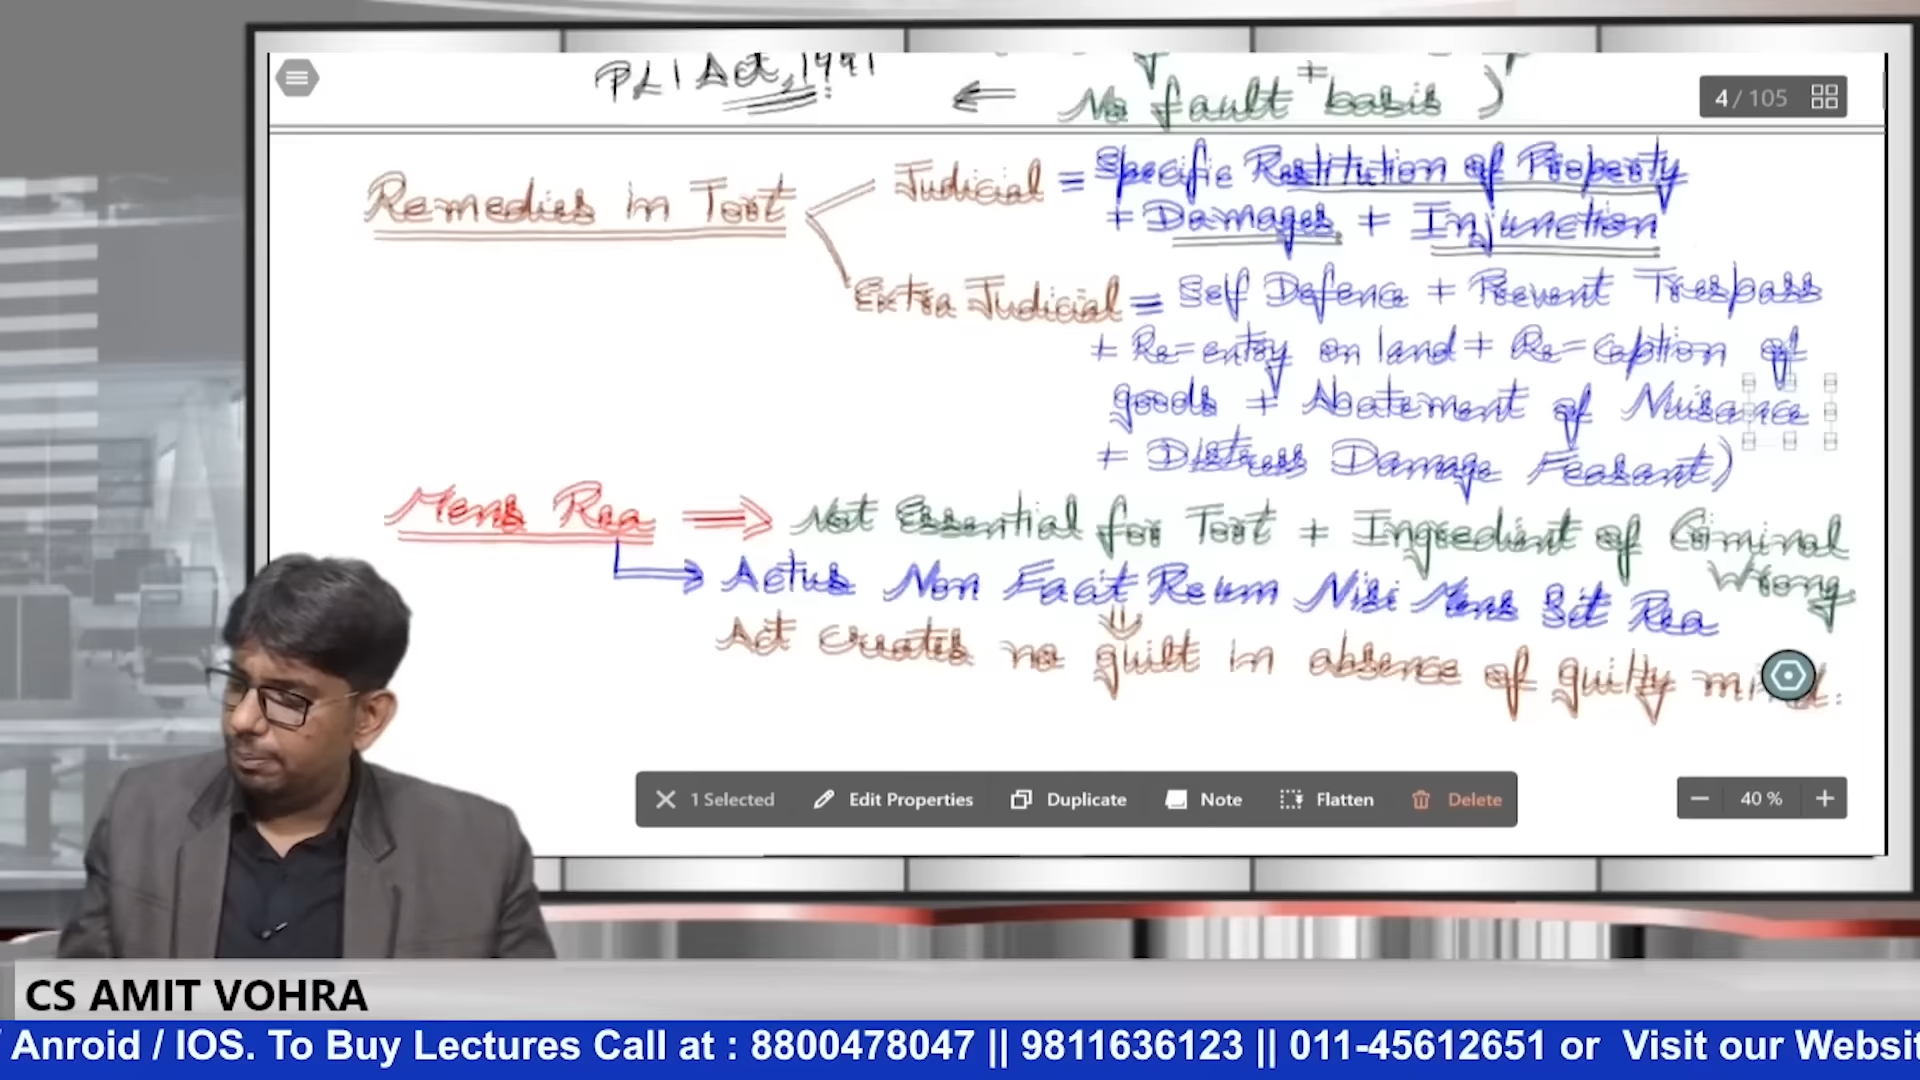 PLI Act, 1991
+
← No fault basis )
4 / 105
Remedies in Tort
Judicial = Specific Restitution of Property
+ Damages + Injunction
Extra Judicial = Self Defence + Prevent Trespass
+ Re-entry on land + Re-caption of
goods + Abatement of Nuisance
+ Distress Damage Feasant)
Mens Rea ⇒ Not Essential for Tort + Ingredient of Criminal
Wrong
→ Actus Non Facit Reum Nisi Mens Sit Rea
Act creates no guilt in absence of guilty mind.
1 Selected Edit Properties Duplicate Note Flatten Delete
− 40 % +
CS AMIT VOHRA
/ Anroid / IOS. To Buy Lectures Call at : 8800478047 || 9811636123 || 011-45612651 or Visit our Websit